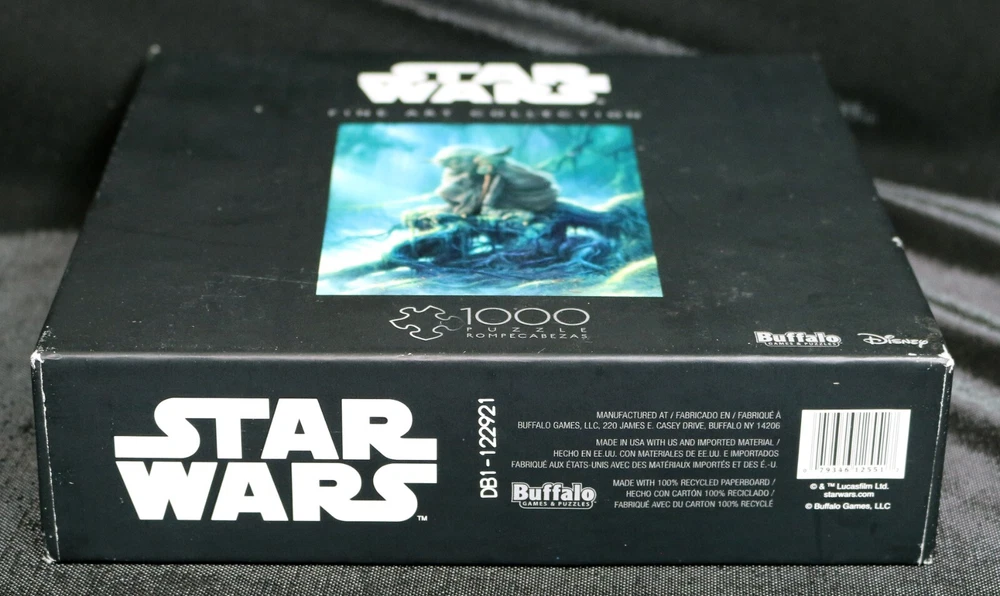 STAR
WARS
FINE ART COLLECTION
1000
PUZZLE
ROMPECABEZAS
Buffalo
GAMES & PUZZLES
Disney
STAR
WARS™
DB1-122921
MANUFACTURED AT / FABRICADO EN / FABRIQUÉ À
BUFFALO GAMES, LLC, 220 JAMES E. CASEY DRIVE, BUFFALO NY 14206
MADE IN USA WITH US AND IMPORTED MATERIAL /
HECHO EN EE.UU. CON MATERIALES DE EE.UU. E IMPORTADOS
FABRIQUÉ AUX ÉTATS-UNIS AVEC DES MATÉRIAUX IMPORTÉS ET DES É.-U.
Buffalo
GAMES & PUZZLES
MADE WITH 100% RECYCLED PAPERBOARD /
HECHO CON CARTÓN 100% RECICLADO /
FABRIQUÉ AVEC DU CARTON 100% RECYCLÉ
79346 12551
© & ™ Lucasfilm Ltd.
starwars.com
© Buffalo Games, LLC